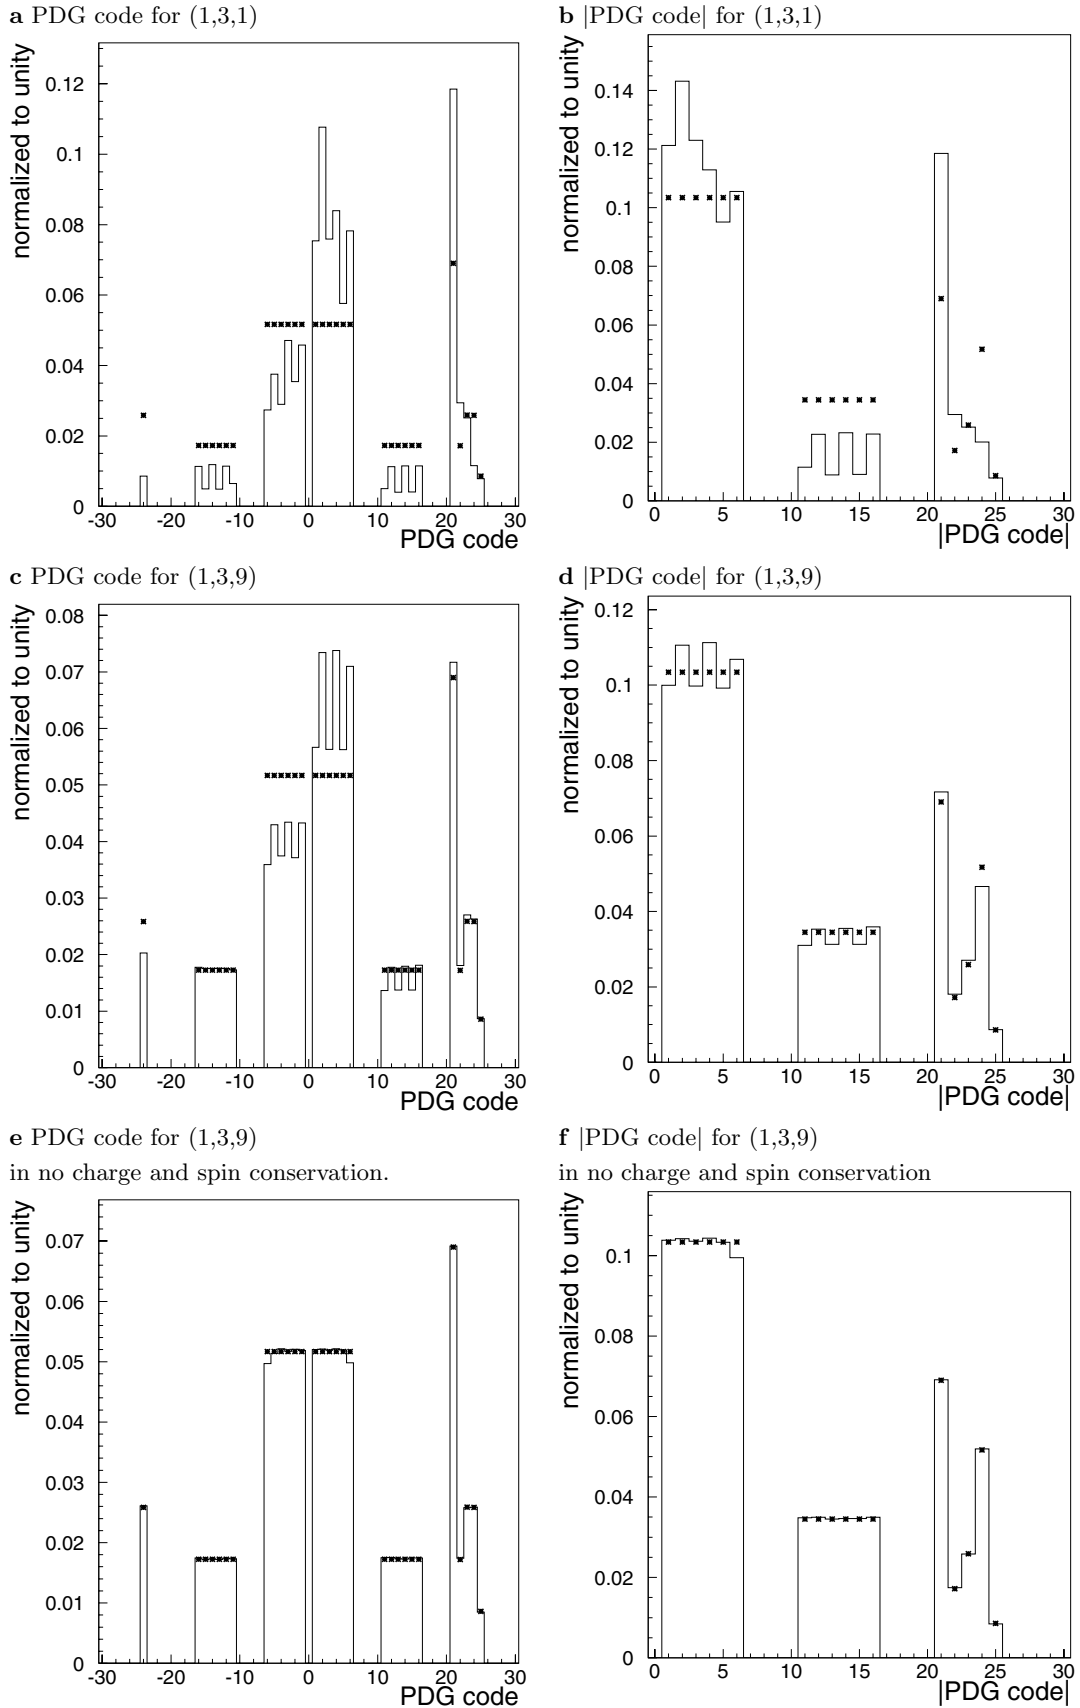 a PDG code for (1,3,1)
normalized to unity
0.12
0.1
0.08
0.06
0.04
0.02
0
-30 -20 -10 0 10 20 30
PDG code
b |PDG code| for (1,3,1)
normalized to unity
0.14
0.12
0.1
0.08
0.06
0.04
0.02
0
0 5 10 15 20 25 30
|PDG code|
c PDG code for (1,3,9)
normalized to unity
0.08
0.07
0.06
0.05
0.04
0.03
0.02
0.01
0
-30 -20 -10 0 10 20 30
PDG code
d |PDG code| for (1,3,9)
normalized to unity
0.12
0.1
0.08
0.06
0.04
0.02
0
0 5 10 15 20 25 30
|PDG code|
e PDG code for (1,3,9)
in no charge and spin conservation.
normalized to unity
0.07
0.06
0.05
0.04
0.03
0.02
0.01
0
-30 -20 -10 0 10 20 30
PDG code
f |PDG code| for (1,3,9)
in no charge and spin conservation
normalized to unity
0.1
0.08
0.06
0.04
0.02
0
0 5 10 15 20 25 30
|PDG code|